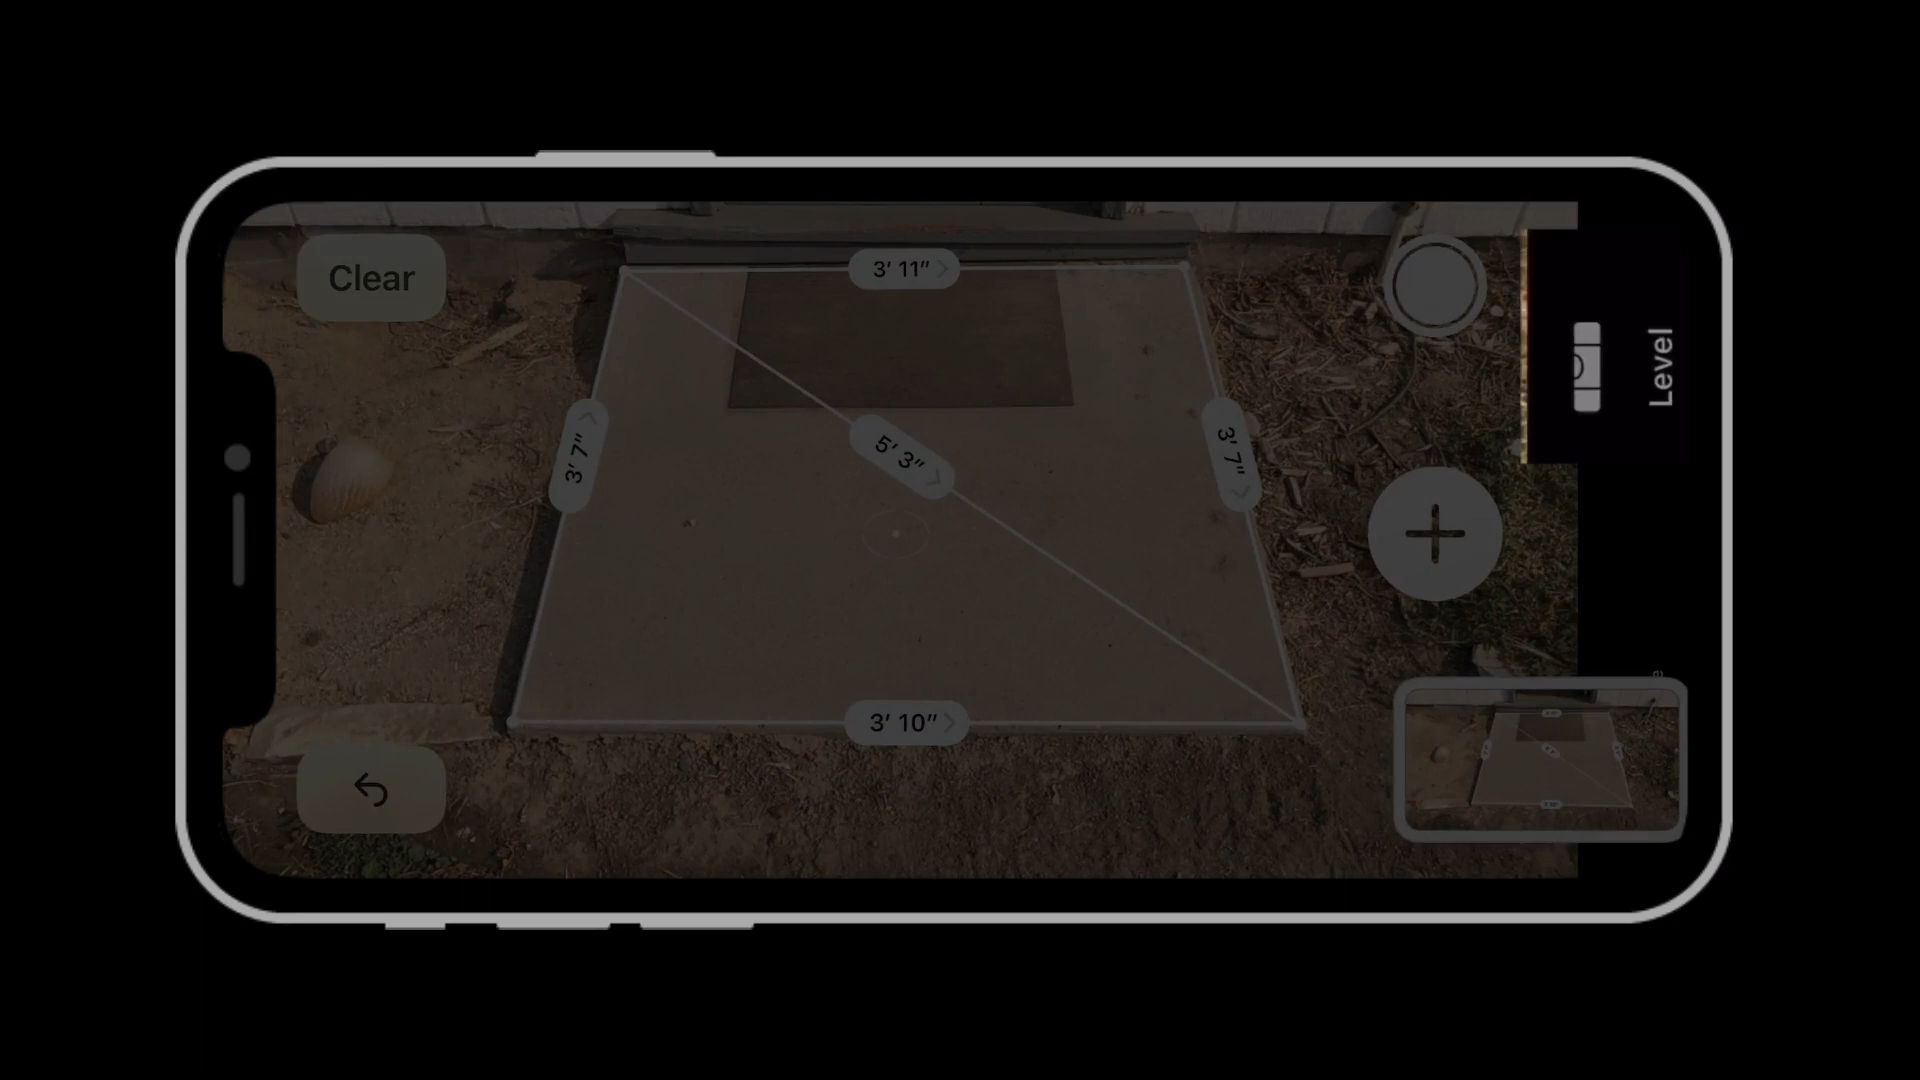 Clear
3′ 11″
3′ 7″
5′ 3″
3′ 7″
3′ 10″
Level